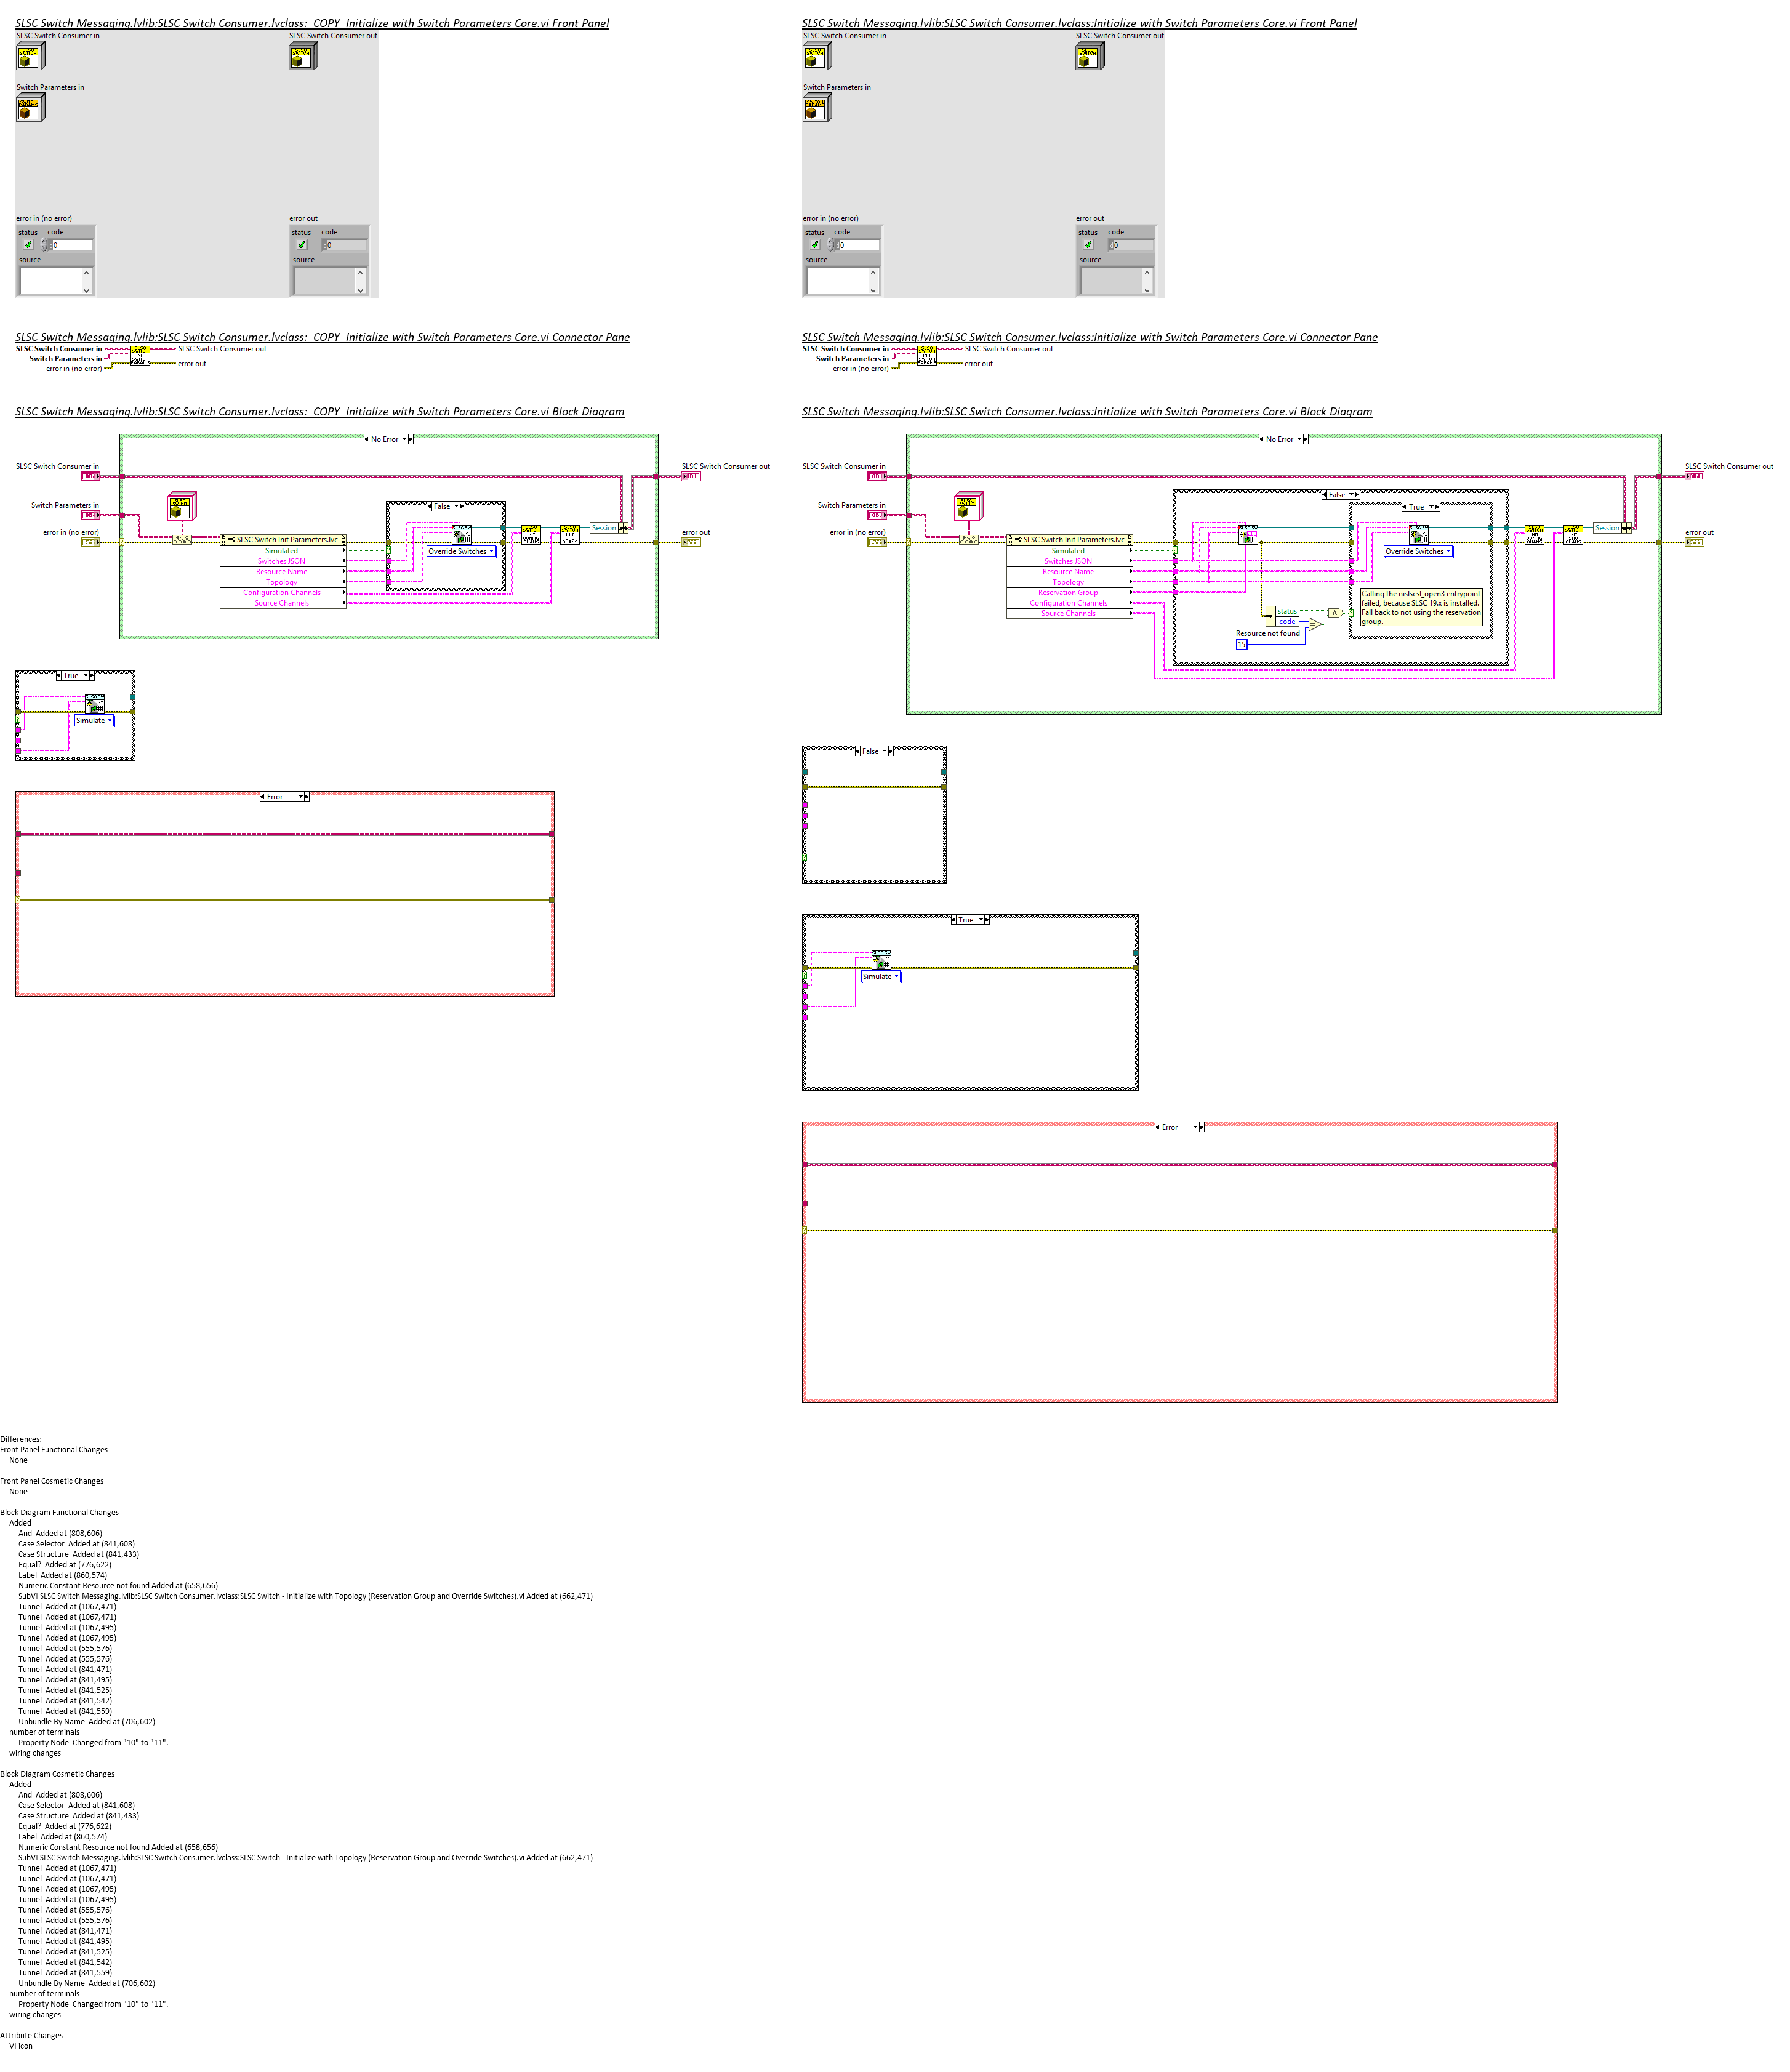 SLSC Switch Messaging.lvlib:SLSC Switch Consumer.lvclass:_COPY_Initialize with Switch Parameters Core.vi Front Panel
SLSC Switch Consumer in
SLSC Switch Consumer out
Switch Parameters in
error in (no error)
error out
status code
0
source
status code
0
source
SLSC Switch Messaging.lvlib:SLSC Switch Consumer.lvclass:Initialize with Switch Parameters Core.vi Front Panel
SLSC Switch Consumer in
SLSC Switch Consumer out
Switch Parameters in
error in (no error)
error out
status code
0
source
status code
0
source
SLSC Switch Messaging.lvlib:SLSC Switch Consumer.lvclass:_COPY_Initialize with Switch Parameters Core.vi Connector Pane
SLSC Switch Consumer in
SLSC Switch Consumer out
Switch Parameters in
error in (no error)
error out
SLSC Switch Messaging.lvlib:SLSC Switch Consumer.lvclass:Initialize with Switch Parameters Core.vi Connector Pane
SLSC Switch Consumer in
SLSC Switch Consumer out
Switch Parameters in
error in (no error)
error out
SLSC Switch Messaging.lvlib:SLSC Switch Consumer.lvclass:_COPY_Initialize with Switch Parameters Core.vi Block Diagram
No Error
SLSC Switch Consumer in
SLSC Switch Consumer out
Switch Parameters in
False
error in (no error)
Session
error out
SLSC Switch Init Parameters.lvc
Simulated
Override Switches
Switches JSON
Resource Name
Topology
Configuration Channels
Source Channels
True
Simulate
Error
SLSC Switch Messaging.lvlib:SLSC Switch Consumer.lvclass:Initialize with Switch Parameters Core.vi Block Diagram
No Error
SLSC Switch Consumer in
SLSC Switch Consumer out
False
Switch Parameters in
True
error in (no error)
Session
error out
SLSC Switch Init Parameters.lvc
Simulated
Override Switches
Switches JSON
Resource Name
Topology
Reservation Group
Configuration Channels
Source Channels
Calling the nislscsl_open3 entrypoint
failed, because SLSC 19.x is installed.
Fall back to not using the reservation
group.
status
code
Resource not found
15
False
True
Simulate
Error
Differences:
Front Panel Functional Changes
None
Front Panel Cosmetic Changes
None
Block Diagram Functional Changes
Added
And  Added at (808,606)
Case Selector  Added at (841,608)
Case Structure  Added at (841,433)
Equal?  Added at (776,622)
Label  Added at (860,574)
Numeric Constant Resource not found Added at (658,656)
SubVI SLSC Switch Messaging.lvlib:SLSC Switch Consumer.lvclass:SLSC Switch - Initialize with Topology (Reservation Group and Override Switches).vi Added at (662,471)
Tunnel  Added at (1067,471)
Tunnel  Added at (1067,471)
Tunnel  Added at (1067,495)
Tunnel  Added at (1067,495)
Tunnel  Added at (555,576)
Tunnel  Added at (555,576)
Tunnel  Added at (841,471)
Tunnel  Added at (841,495)
Tunnel  Added at (841,525)
Tunnel  Added at (841,542)
Tunnel  Added at (841,559)
Unbundle By Name  Added at (706,602)
number of terminals
Property Node  Changed from "10" to "11".
wiring changes
Block Diagram Cosmetic Changes
Added
And  Added at (808,606)
Case Selector  Added at (841,608)
Case Structure  Added at (841,433)
Equal?  Added at (776,622)
Label  Added at (860,574)
Numeric Constant Resource not found Added at (658,656)
SubVI SLSC Switch Messaging.lvlib:SLSC Switch Consumer.lvclass:SLSC Switch - Initialize with Topology (Reservation Group and Override Switches).vi Added at (662,471)
Tunnel  Added at (1067,471)
Tunnel  Added at (1067,471)
Tunnel  Added at (1067,495)
Tunnel  Added at (1067,495)
Tunnel  Added at (555,576)
Tunnel  Added at (555,576)
Tunnel  Added at (841,471)
Tunnel  Added at (841,495)
Tunnel  Added at (841,525)
Tunnel  Added at (841,542)
Tunnel  Added at (841,559)
Unbundle By Name  Added at (706,602)
number of terminals
Property Node  Changed from "10" to "11".
wiring changes
Attribute Changes
VI icon